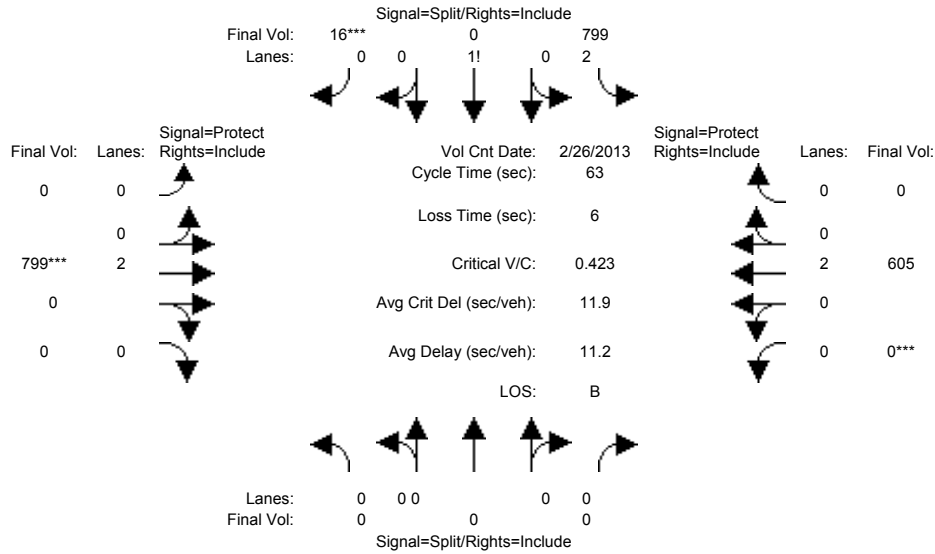 Signal=Split/Rights=Include
Final Vol: 16*** 0 799
Lanes: 0 0 1! 0 2
Signal=Protect Signal=Protect
Final Vol: Lanes: Rights=Include Vol Cnt Date: 2/26/2013 Rights=Include Lanes: Final Vol:
Cycle Time (sec): 63
0 0 0 0
Loss Time (sec): 6
0 0
799*** 2 Critical V/C: 0.423 2 605
0 Avg Crit Del (sec/veh): 11.9 0
0 0 Avg Delay (sec/veh): 11.2 0 0***
LOS: B
Lanes: 0 0 0 0 0
Final Vol: 0 0 0
Signal=Split/Rights=Include